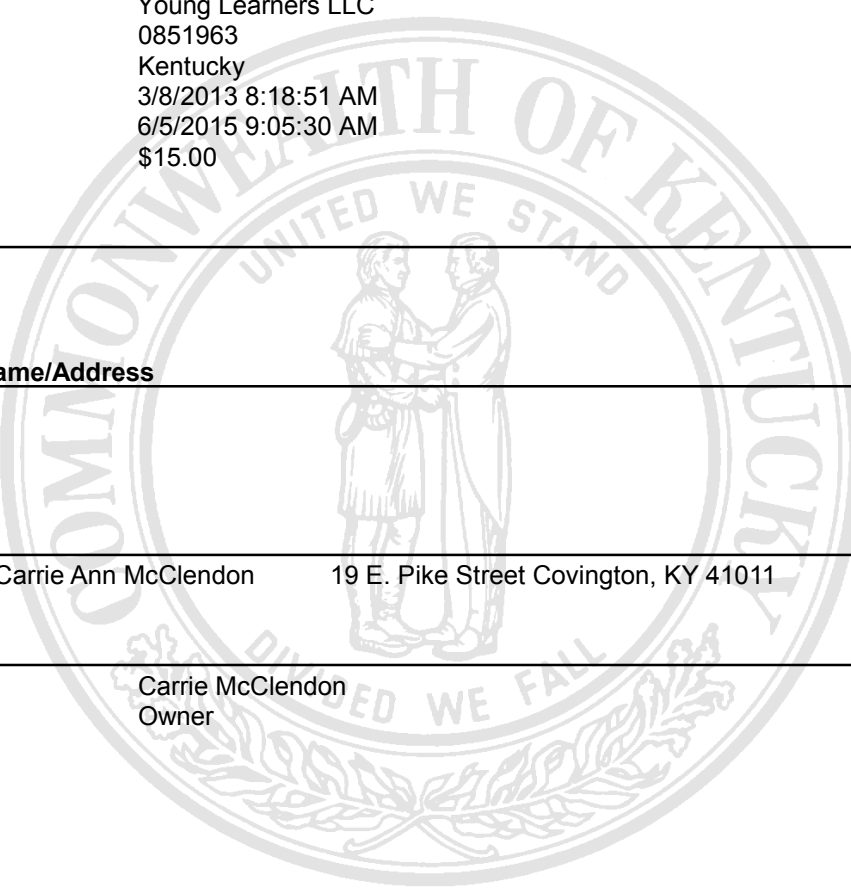 Young Learners LLC
0851963
Kentucky
3/8/2013 8:18:51 AM
6/5/2015 9:05:30 AM
$15.00
COMMONWEALTH OF KENTUCKY
UNITED WE STAND
ame/Address
Carrie Ann McClendon 19 E. Pike Street Covington, KY 41011
DIVIDED WE FALL
Carrie McClendon
Owner